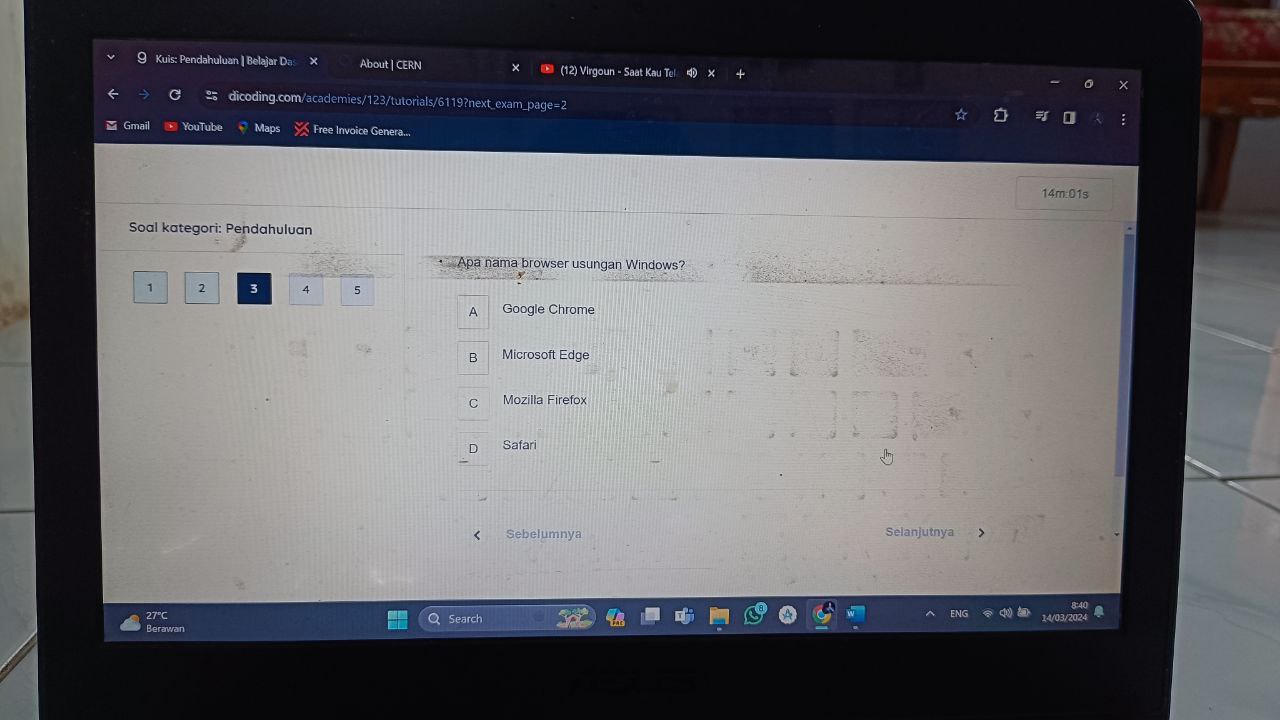 Kuis: Pendahuluan | Belajar Das
About | CERN
(12) Virgoun - Saat Kau Tel
dicoding.com/academies/123/tutorials/6119?next_exam_page=2
Gmail
YouTube
Maps
Free Invoice Genera...
14m:01s
Soal kategori: Pendahuluan
1 2 3 4 5
Apa nama browser usungan Windows?
A Google Chrome
B Microsoft Edge
C Mozilla Firefox
D Safari
Sebelumnya
Selanjutnya
27°C
Berawan
Search
8
ENG
8:40
14/03/2024